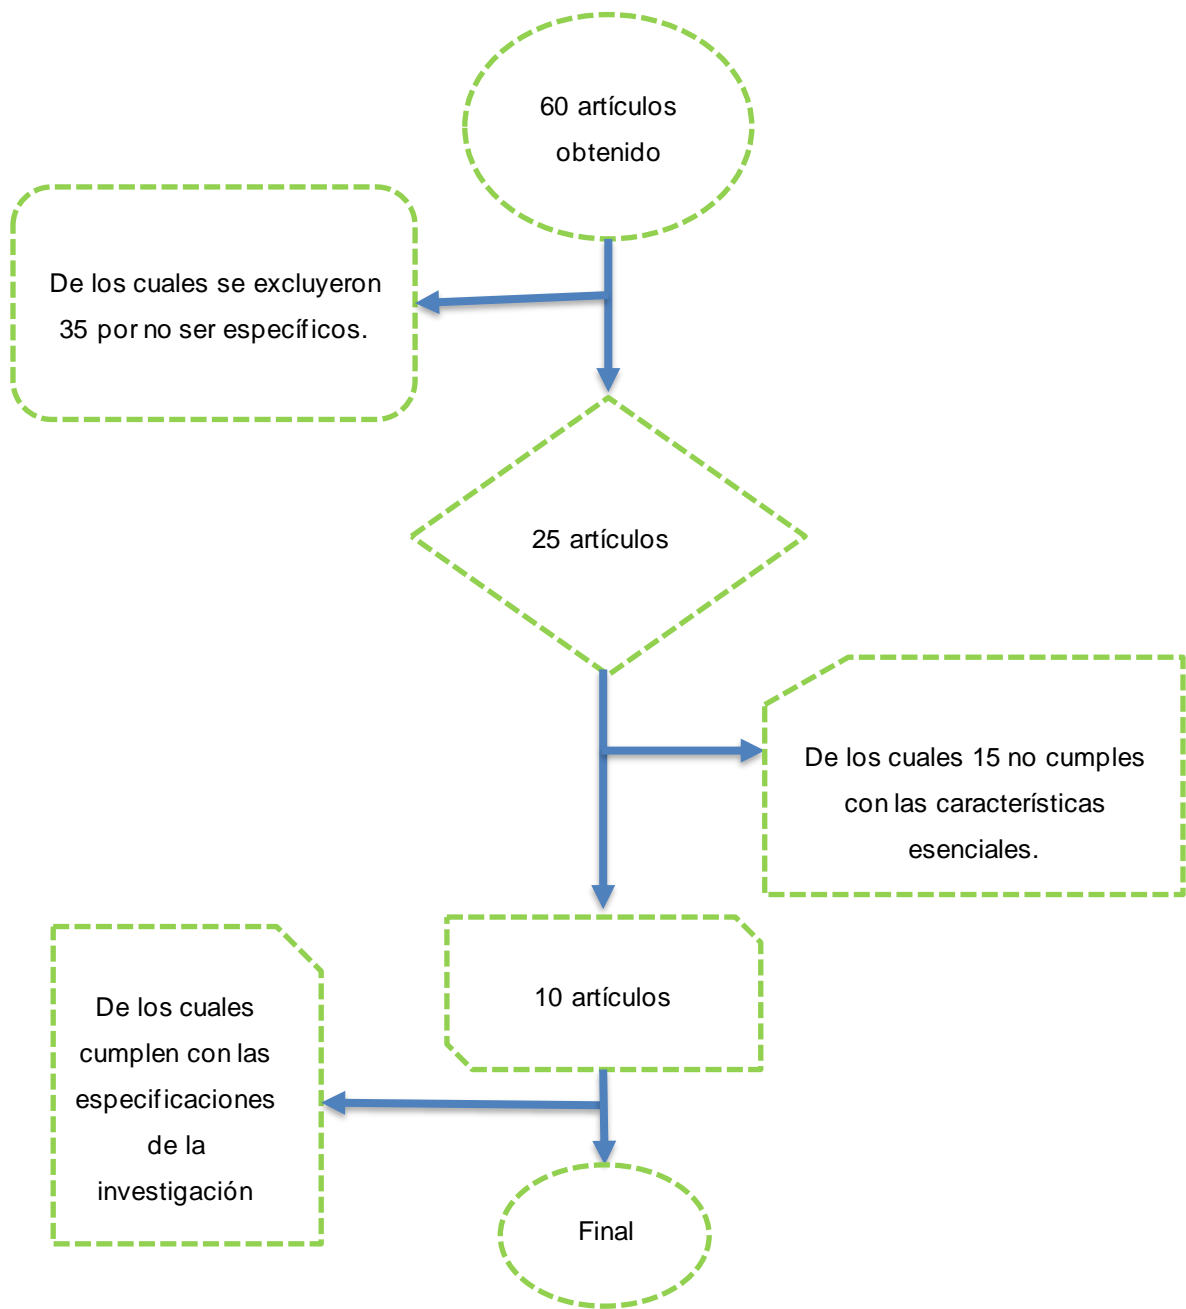 60 artículos
obtenido
De los cuales se excluyeron
35 por no ser específicos.
25 artículos
De los cuales 15 no cumples
con las características
esenciales.
10 artículos
De los cuales
cumplen con las
especificaciones
de la
investigación
Final